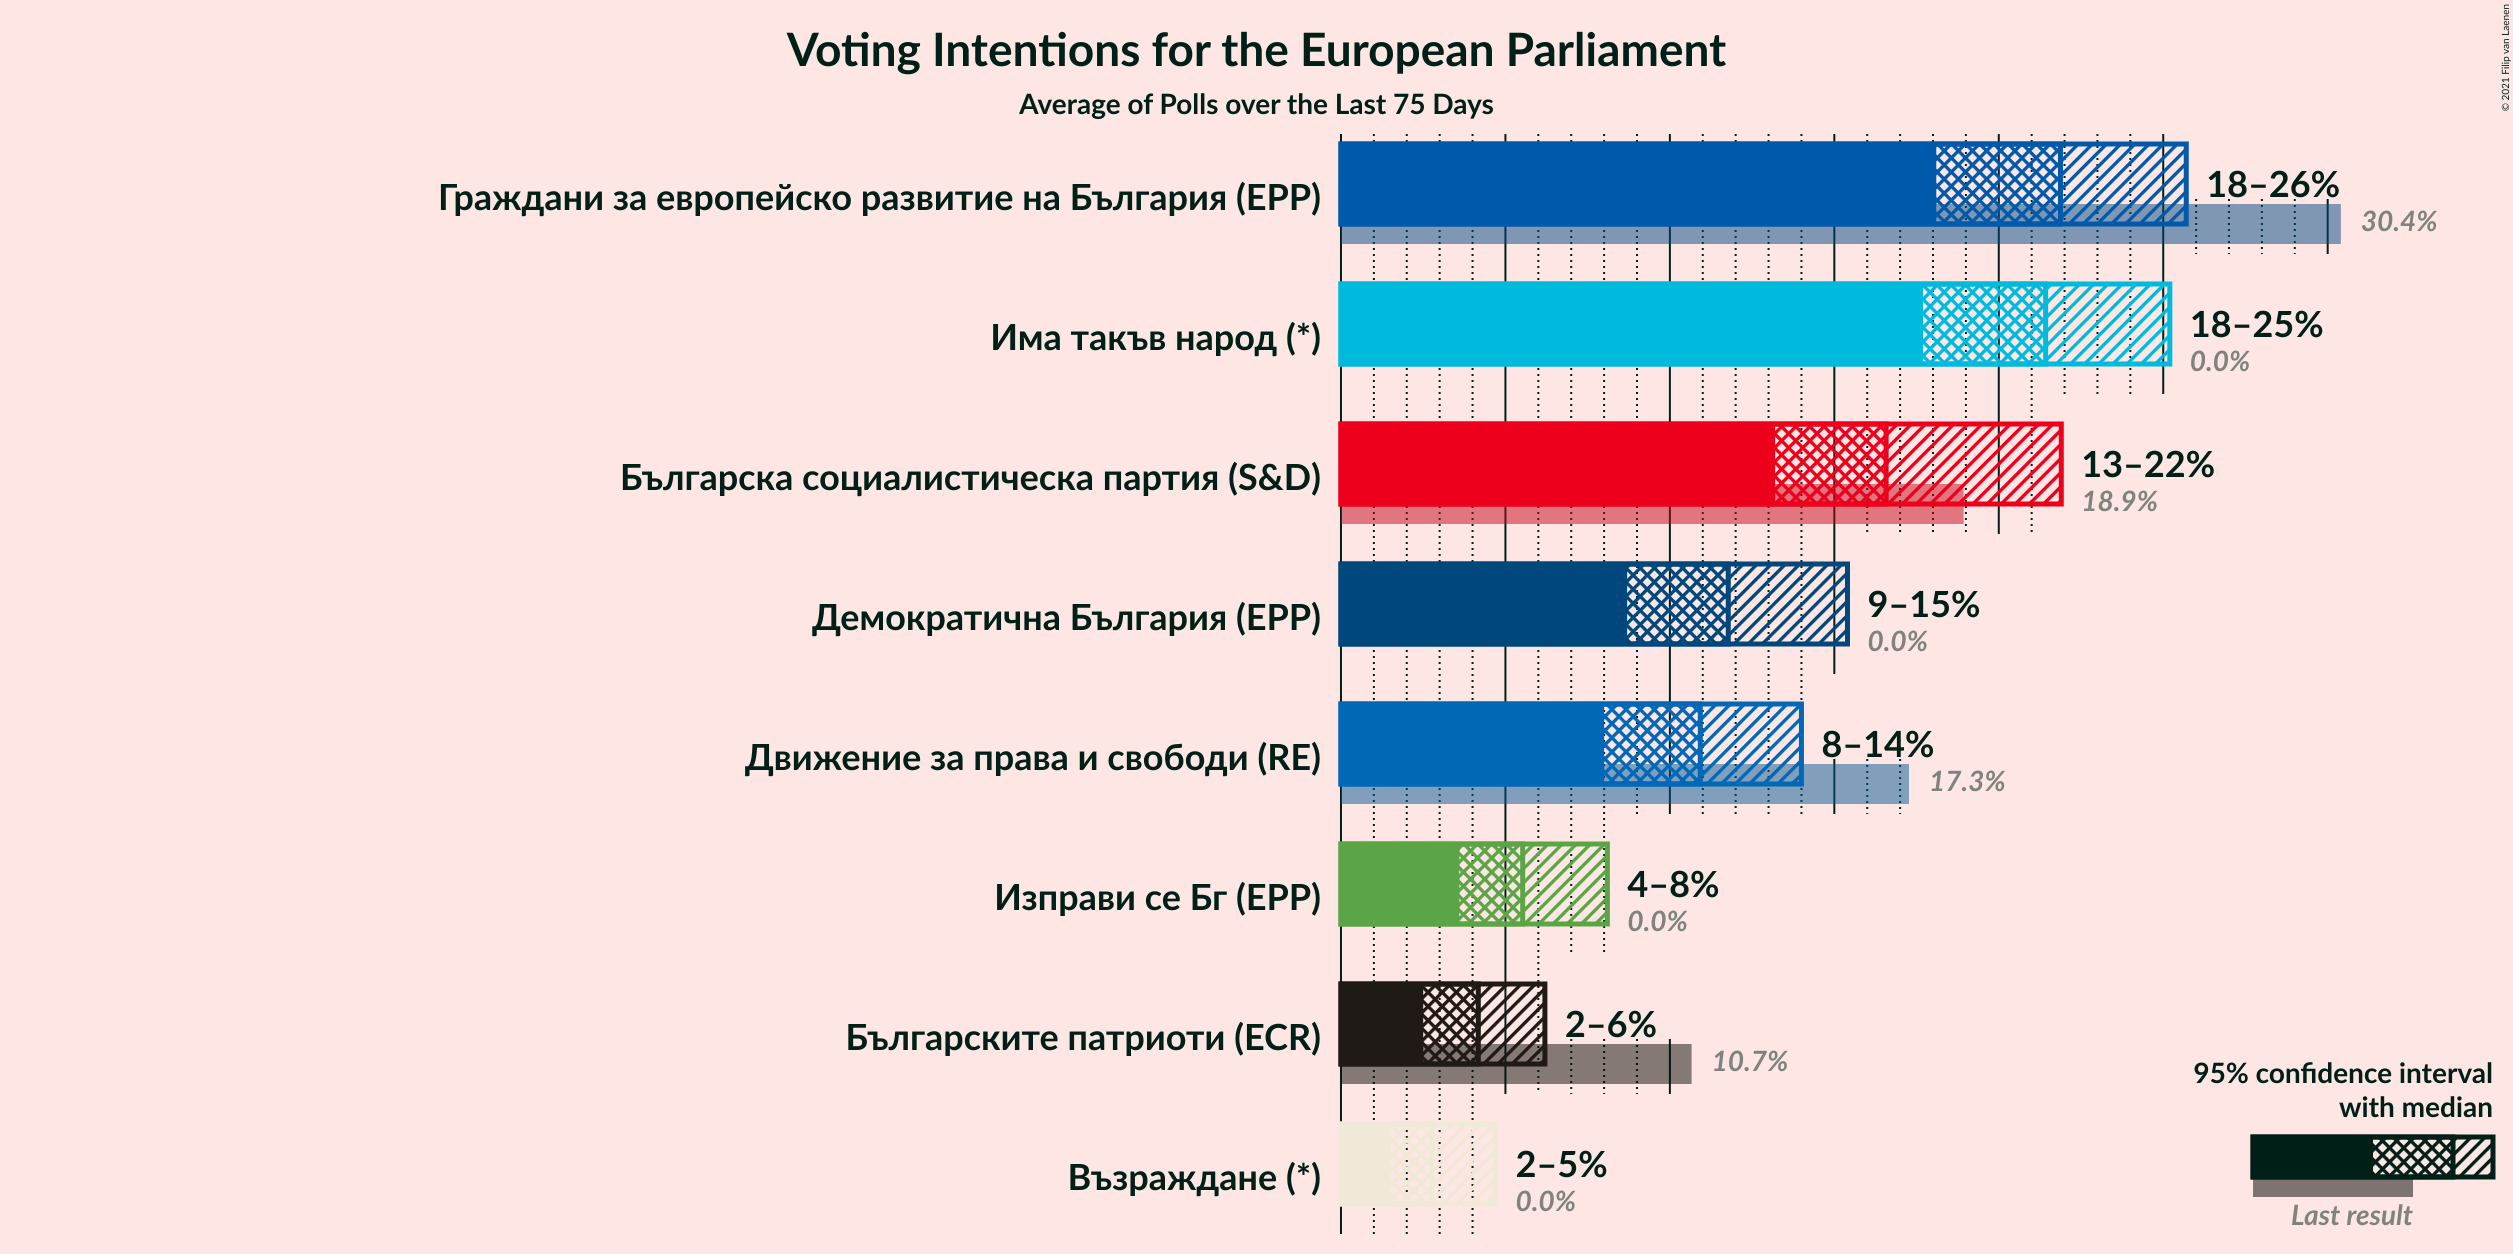 Voting Intentions for the European Parliament
Average of Polls over the Last 75 Days
© 2021 Filip van Laenen
Граждани за европейско развитие на България (EPP)
18–26%
30.4%
Има такъв народ (*)
18–25%
0.0%
Българска социалистическа партия (S&D)
13–22%
18.9%
Демократична България (EPP)
9–15%
0.0%
Движение за права и свободи (RE)
8–14%
17.3%
Изправи се Бг (EPP)
4–8%
0.0%
Българските патриоти (ECR)
2–6%
10.7%
Възраждане (*)
2–5%
0.0%
95% confidence interval
with median
Last result